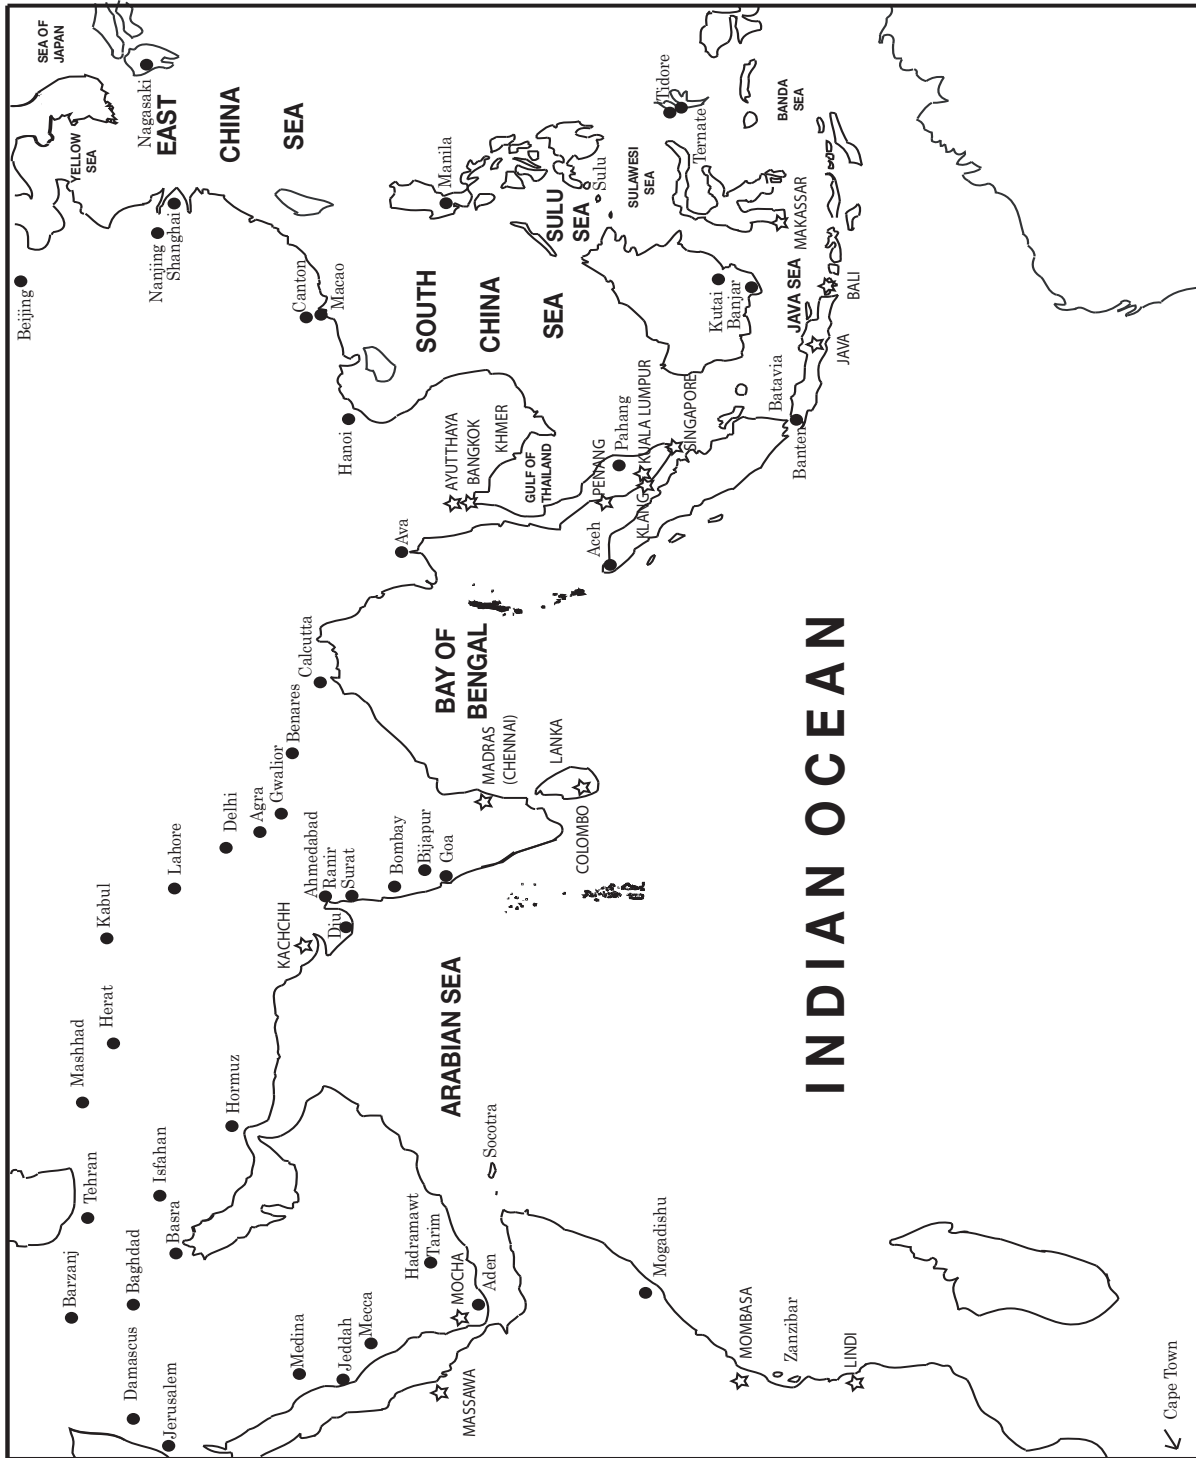 SEA OF
JAPAN
YELLOW
SEA
Nagasaki
EAST
CHINA
SEA
Beijing
Nanjing
Shanghai
Canton
Macao
Hanoi
SOUTH
CHINA
SEA
Manila
SULU
SEA
Sulu
SULAWESI
SEA
Tidore
Ternate
BANDA
SEA
MAKASSAR
Kutai
Banjar
JAVA SEA
BALI
JAVA
Batavia
Banten
AYUTTHAYA
BANGKOK
KHMER
GULF OF
THAILAND
PENANG
Pahang
KUALA LUMPUR
SINGAPORE
KLANG
Aceh
Ava
BAY OF
BENGAL
Calcutta
Benares
Gwalior
Agra
Delhi
Lahore
Kabul
Herat
Mashhad
MADRAS
(CHENNAI)
LANKA
COLOMBO
Ahmedabad
Ranir
Surat
Bombay
Bijapur
Goa
Diu
KACHCHH
ARABIAN SEA
INDIAN OCEAN
Hormuz
Isfahan
Tehran
Basra
Baghdad
Barzanj
Damascus
Jerusalem
Medina
Jeddah
Mecca
Hadramawt
Tarim
MOCHA
Aden
MASSAWA
Socotra
Mogadishu
MOMBASA
Zanzibar
LINDI
Cape Town